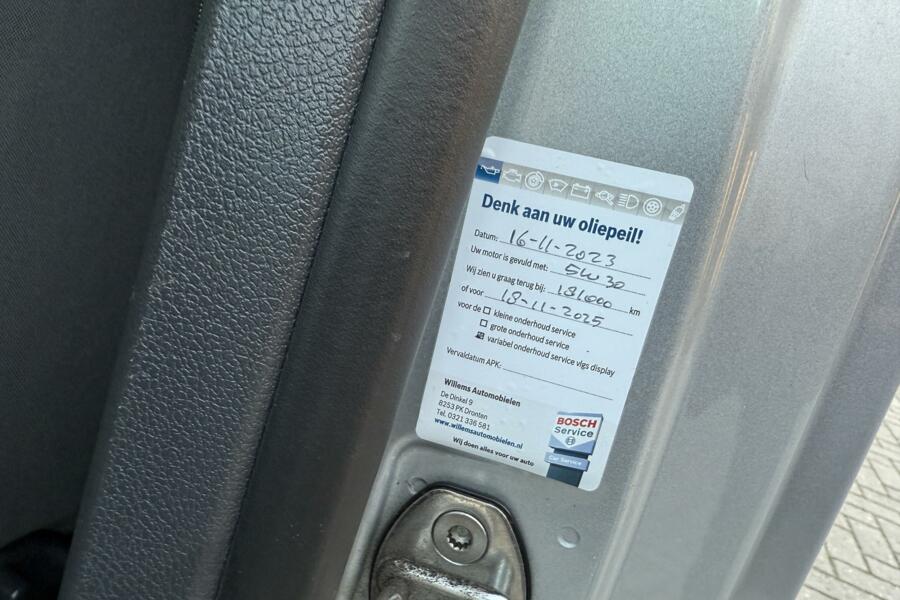 Denk aan uw oliepeil!
Datum: 16-11-2023
Uw motor is gevuld met: 5w30
Wij zien u graag terug bij: 181000 km
of voor 18-11-2025
voor de kleine onderhoud service
grote onderhoud service
variabel onderhoud service vlgs display
Vervaldatum APK:
Willems Automobielen
De Dinkel 9
8253 PK Dronten
Tel. 0321 336 581
www.willemsautomobielen.nl
Wij doen alles voor uw auto
BOSCH
Service
Car Service